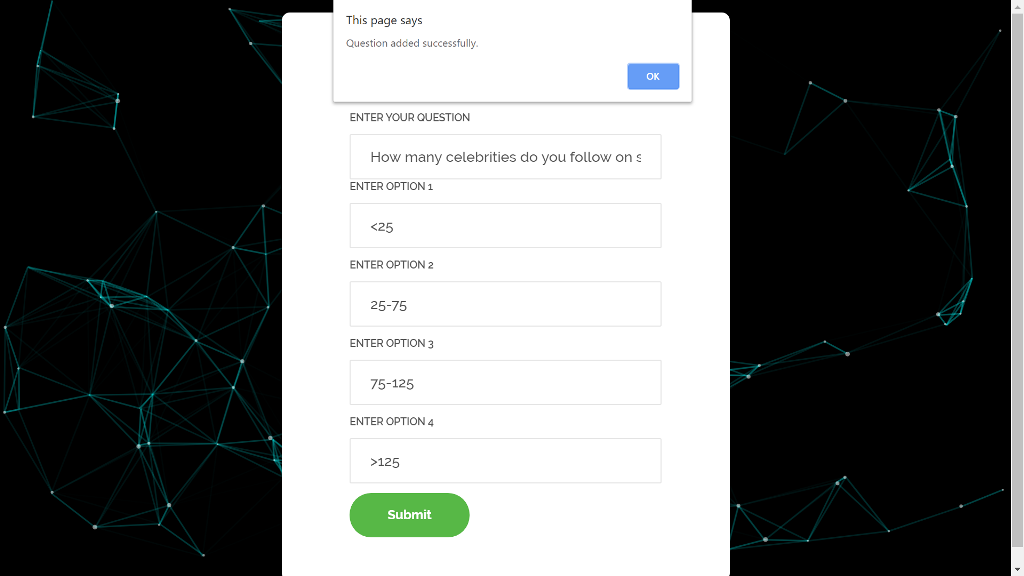 This page says
Question added successfully.
OK
ENTER YOUR QUESTION
How many celebrities do you follow on
ENTER OPTION 1
<25
ENTER OPTION 2
25-75
ENTER OPTION 3
75-125
ENTER OPTION 4
>125
Submit